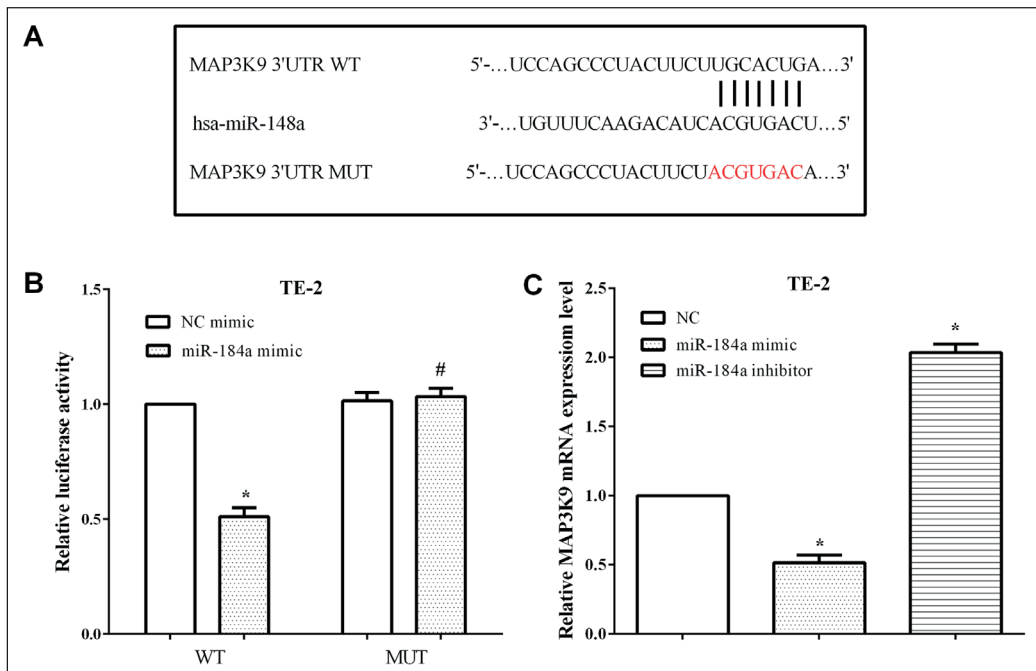 A
MAP3K9 3'UTR WT 5'-...UCCAGCCCUACUUCUUGCACUGA...3'
hsa-miR-148a 3'-...UGUUUCAAGACAUCACGUGACU...5'
MAP3K9 3'UTR MUT 5'-...UCCAGCCCUACUUCUACGUGACA...3'
B
TE-2
NC mimic
miR-184a mimic
Relative luciferase activity
1.5
1.0
0.5
0.0
*
#
WT
MUT
C
TE-2
NC
miR-184a mimic
miR-184a inhibitor
Relative MAP3K9 mRNA expressiom level
2.5
2.0
1.5
1.0
0.5
0.0
*
*